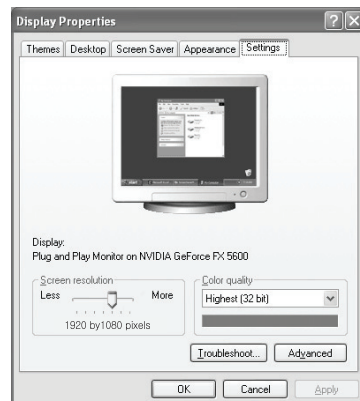 Display Properties
Themes Desktop Screen Saver Appearance Settings
Display:
Plug and Play Monitor on NVIDIA GeForce FX 5600
Screen resolution
Less More
1920 by1080 pixels
Color quality
Highest (32 bit)
Troubleshoot... Advanced
OK Cancel Apply